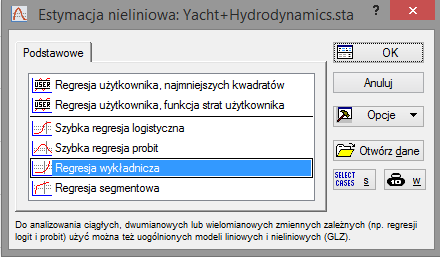 Estymacja nieliniowa: Yacht+Hydrodynamics.sta
?
Podstawowe
OK
USER Regresja użytkownika, najmniejszych kwadratów
Anuluj
USER Regresja użytkownika, funkcja strat użytkownika
Opcje
Szybka regresja logistyczna
Szybka regresja probit
Otwórz dane
Regresja wykładnicza
SELECT CASES s
w
Regresja segmentowa
Do analizowania ciągłych, dwumianowych lub wielomianowych zmiennych zależnych (np. regresji
logit i probit) użyć można też uogólnionych modeli liniowych i nieliniowych (GLZ).